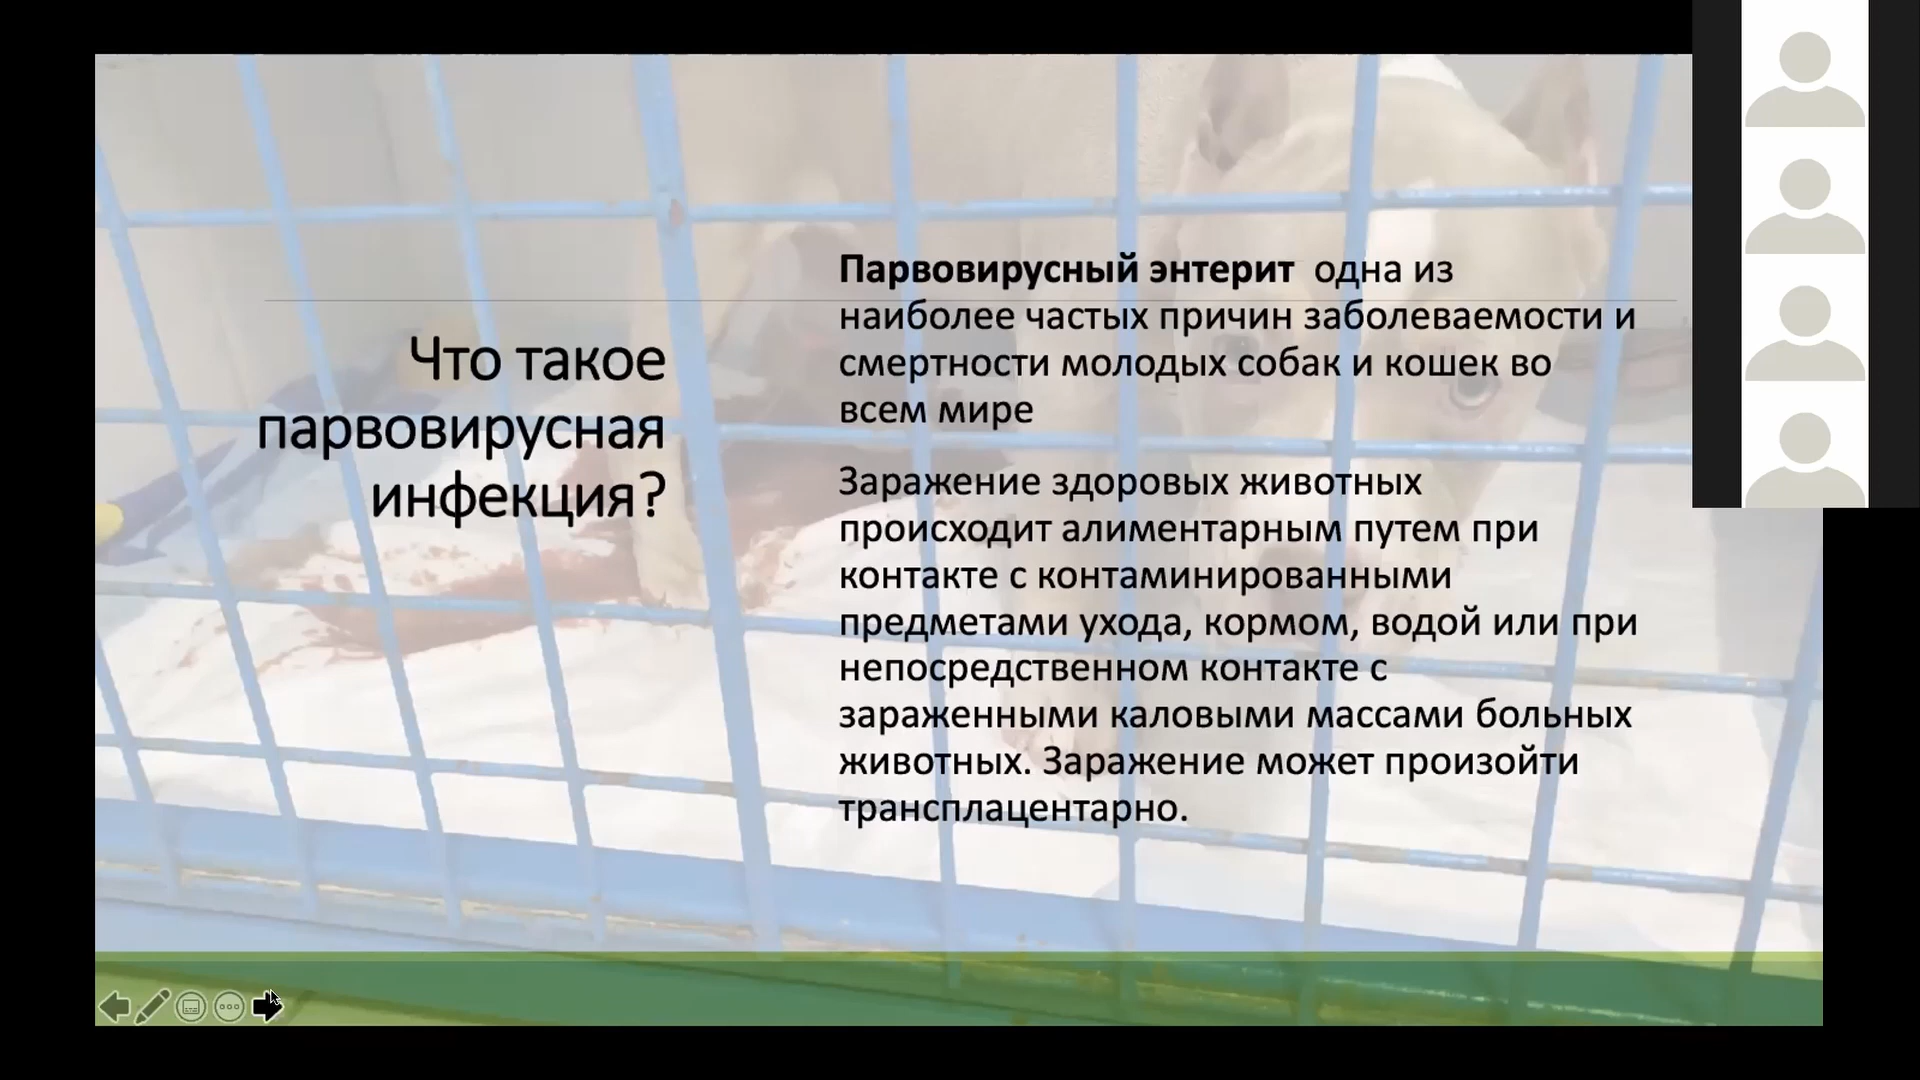 Что такое
парвовирусная
инфекция?
Парвовирусный энтерит одна из
наиболее частых причин заболеваемости и
смертности молодых собак и кошек во
всем мире
Заражение здоровых животных
происходит алиментарным путем при
контакте с контаминированными
предметами ухода, кормом, водой или при
непосредственном контакте с
зараженными каловыми массами больных
животных. Заражение может произойти
трансплацентарно.